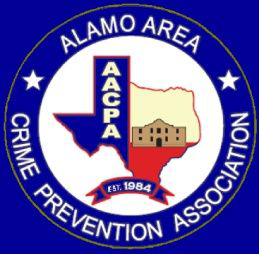 ALAMO AREA
AACPA
EST. 1984
CRIME PREVENTION ASSOCIATION